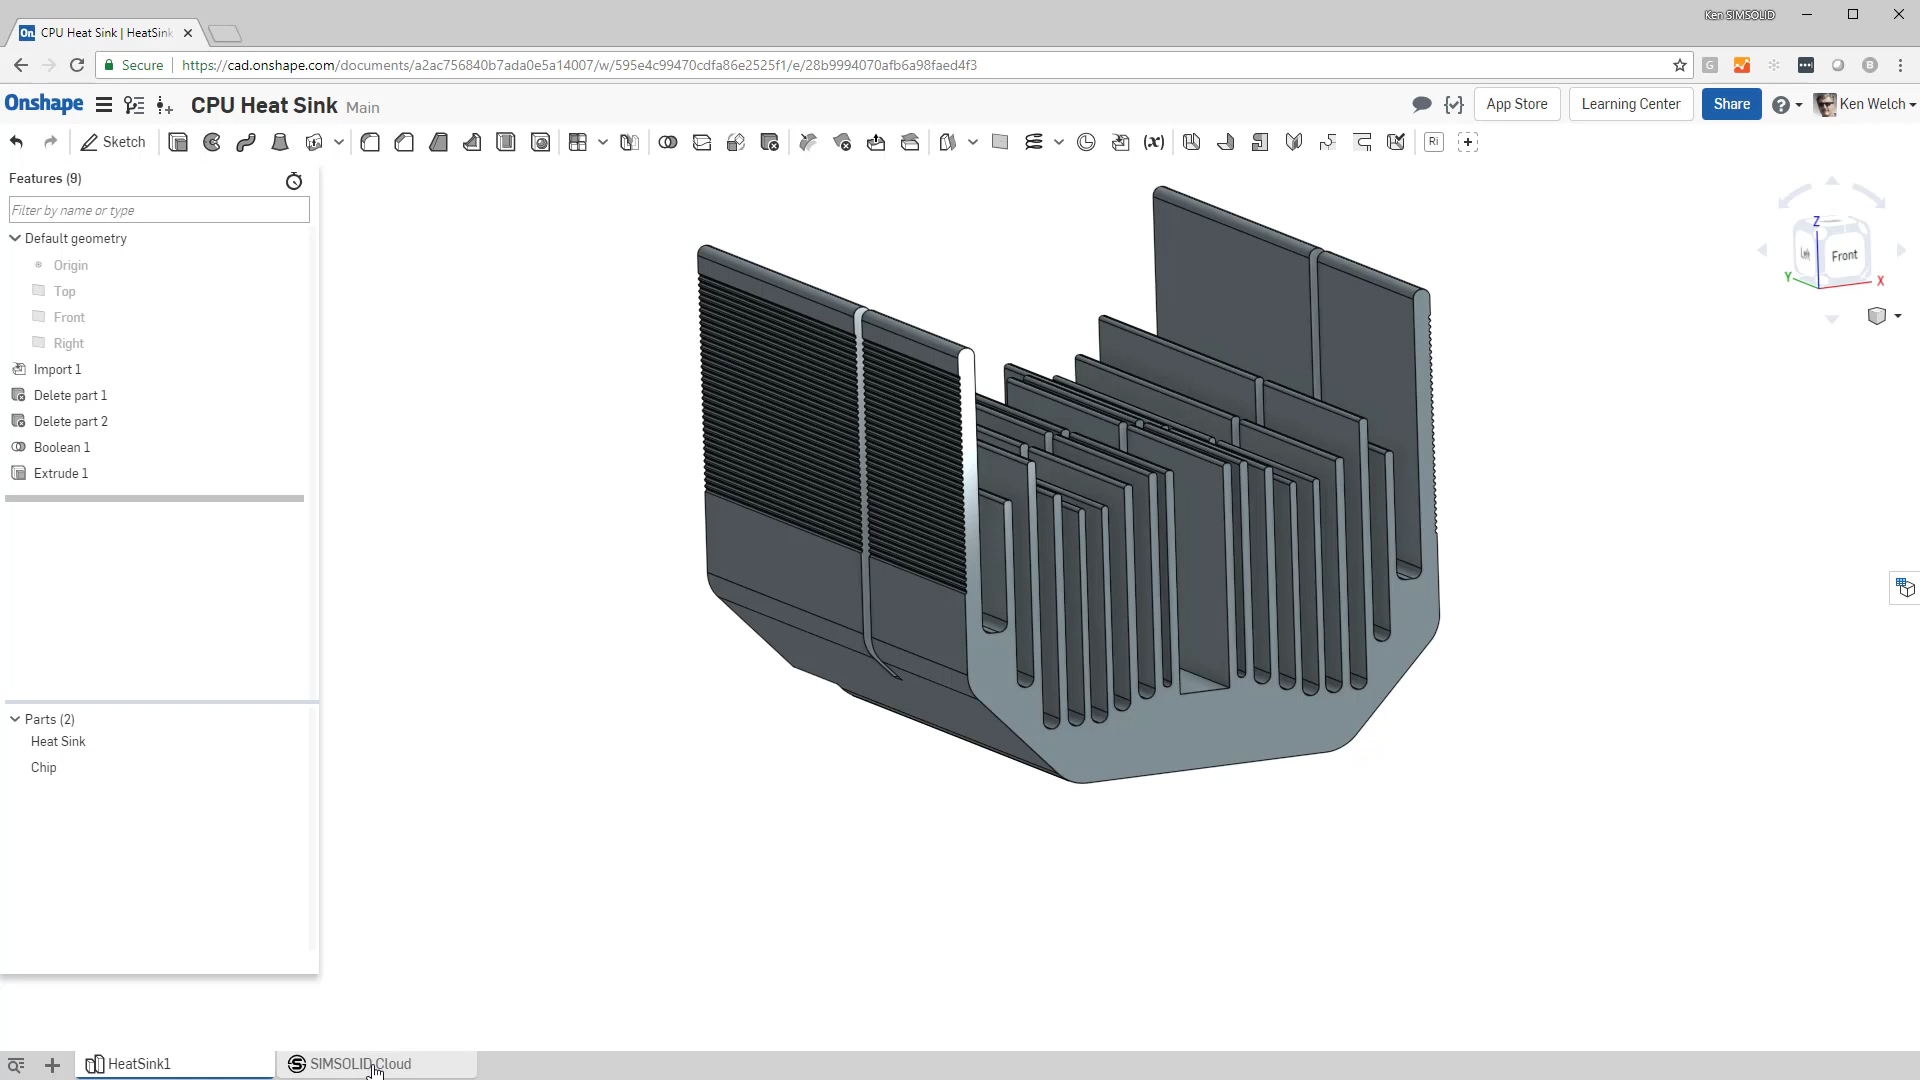 Ken SIMSOLID
On. CPU Heat Sink | HeatSink
Secure https://cad.onshape.com/documents/a2ac756840b7ada0e5a14007/w/595e4c99470cdfa86e2525f1/e/28b9994070afb6a98faed4f3
Onshape CPU Heat Sink Main App Store Learning Center Share Ken Welch
Sketch (x) Ri
Features (9)
Filter by name or type
Default geometry
Origin
Top
Front
Right
Import 1
Delete part 1
Delete part 2
Boolean 1
Extrude 1
Z
Left Front
Y X
Parts (2)
Heat Sink
Chip
HeatSink1 SIMSOLID Cloud